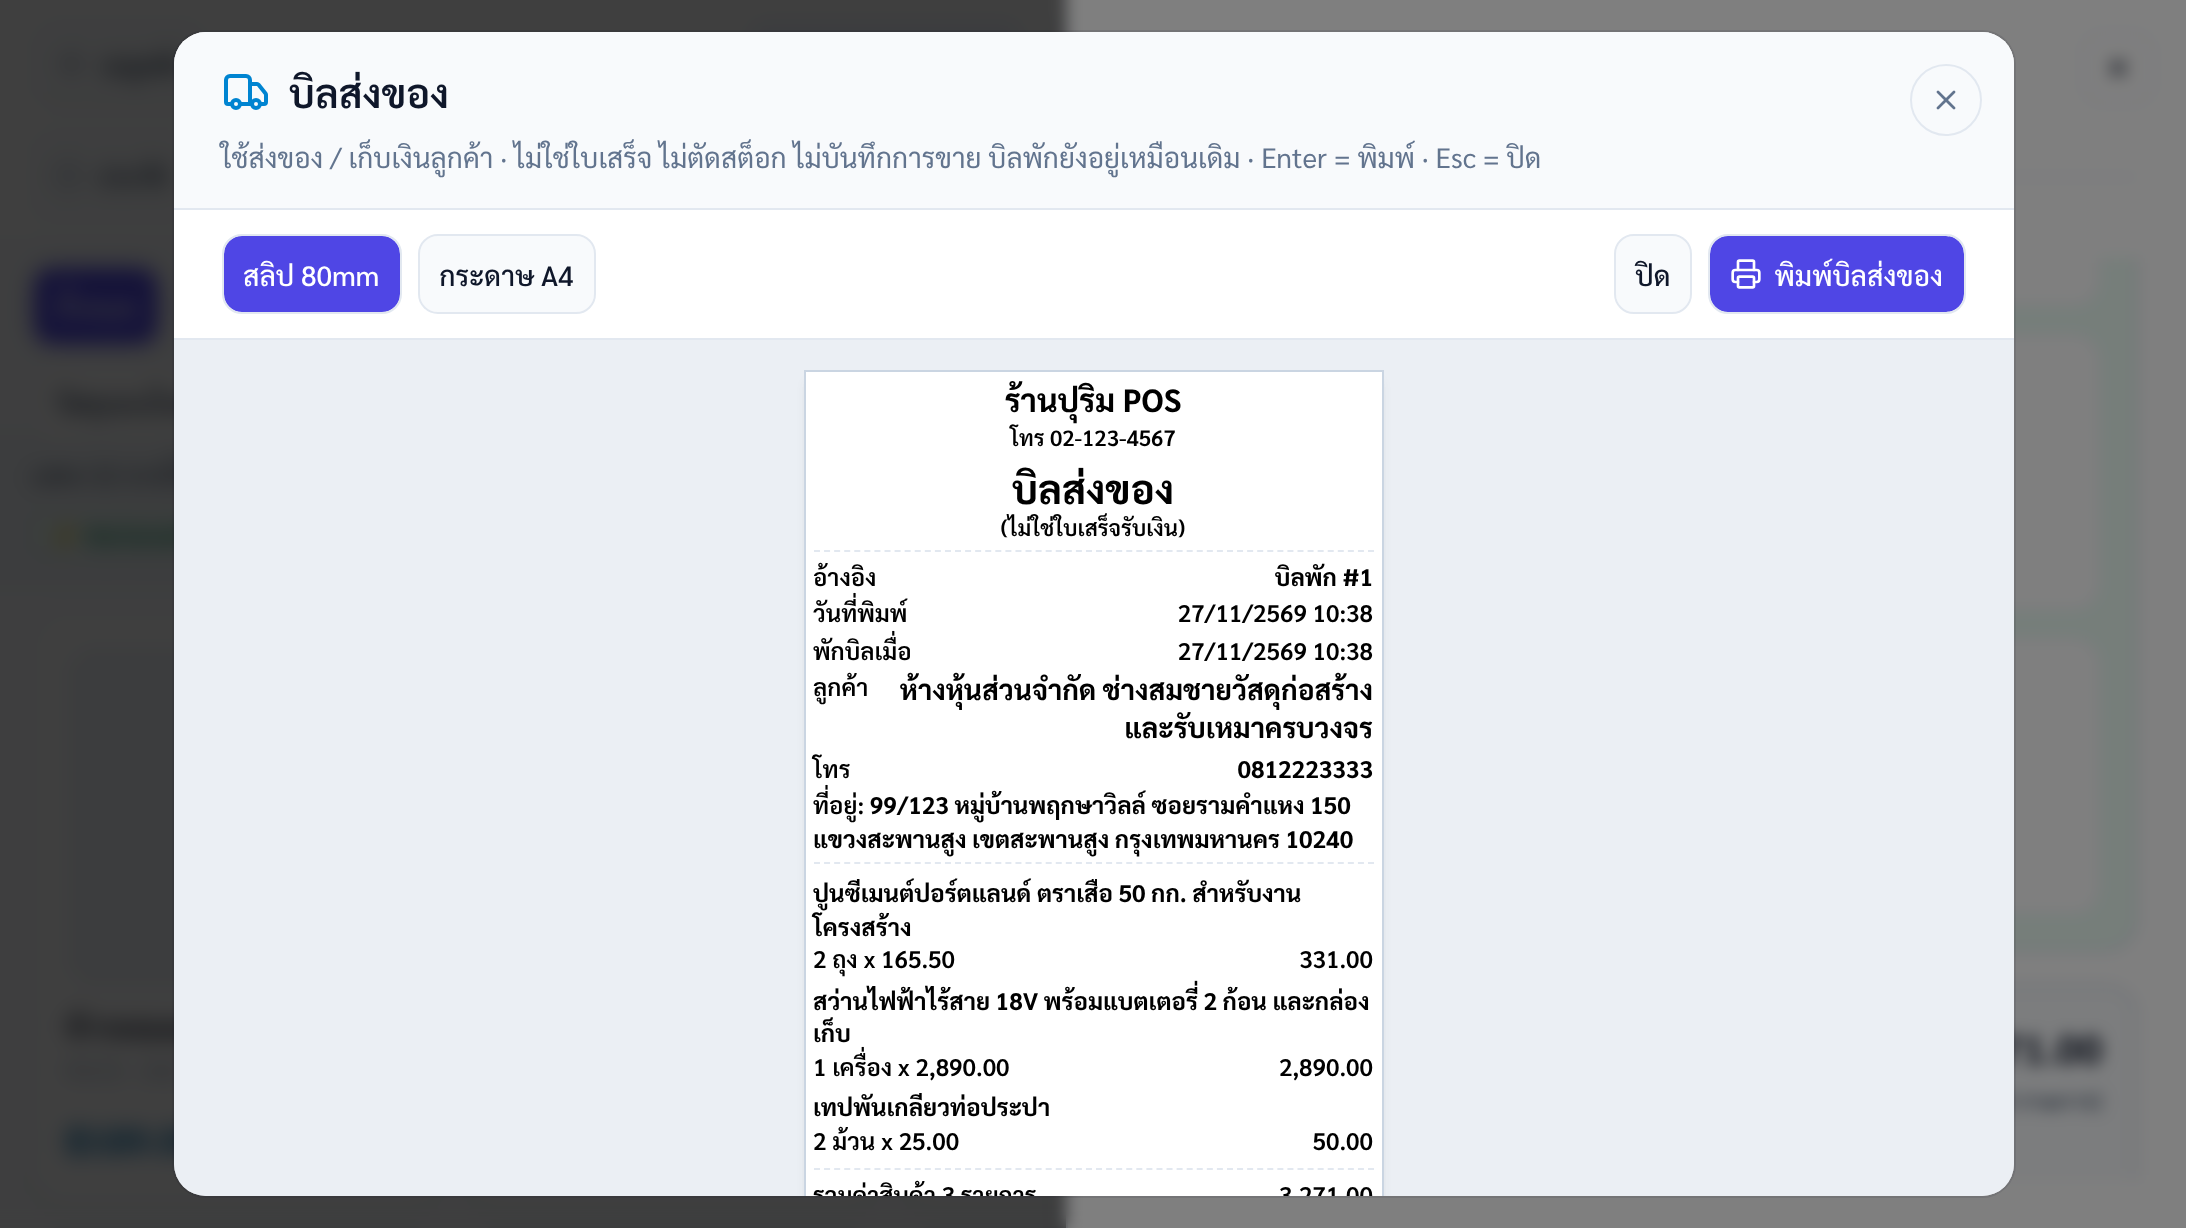 บิลส่งของ
ใช้ส่งของ / เก็บเงินลูกค้า · ไม่ใช่ใบเสร็จ ไม่ตัดสต็อก ไม่บันทึกการขาย บิลพักยังอยู่เหมือนเดิม · Enter = พิมพ์ · Esc = ปิด
สลิป 80mm กระดาษ A4 ปิด พิมพ์บิลส่งของ
ร้านปุริม POS
โทร 02-123-4567
บิลส่งของ
(ไม่ใช่ใบเสร็จรับเงิน)
อ้างอิง บิลพัก #1
วันที่พิมพ์ 27/11/2569 10:38
พักบิลเมื่อ 27/11/2569 10:38
ลูกค้า ห้างหุ้นส่วนจำกัด ช่างสมชายวัสดุก่อสร้าง
และรับเหมาครบวงจร
โทร 0812223333
ที่อยู่: 99/123 หมู่บ้านพฤกษาวิลล์ ซอยรามคำแหง 150
แขวงสะพานสูง เขตสะพานสูง กรุงเทพมหานคร 10240
ปูนซีเมนต์ปอร์ตแลนด์ ตราเสือ 50 กก. สำหรับงาน
โครงสร้าง
2 ถุง x 165.50 331.00
สว่านไฟฟ้าไร้สาย 18V พร้อมแบตเตอรี่ 2 ก้อน และกล่อง
เก็บ
1 เครื่อง x 2,890.00 2,890.00
เทปพันเกลียวท่อประปา
2 ม้วน x 25.00 50.00
รวมค่าสินค้า 3 รายการ 3,271.00